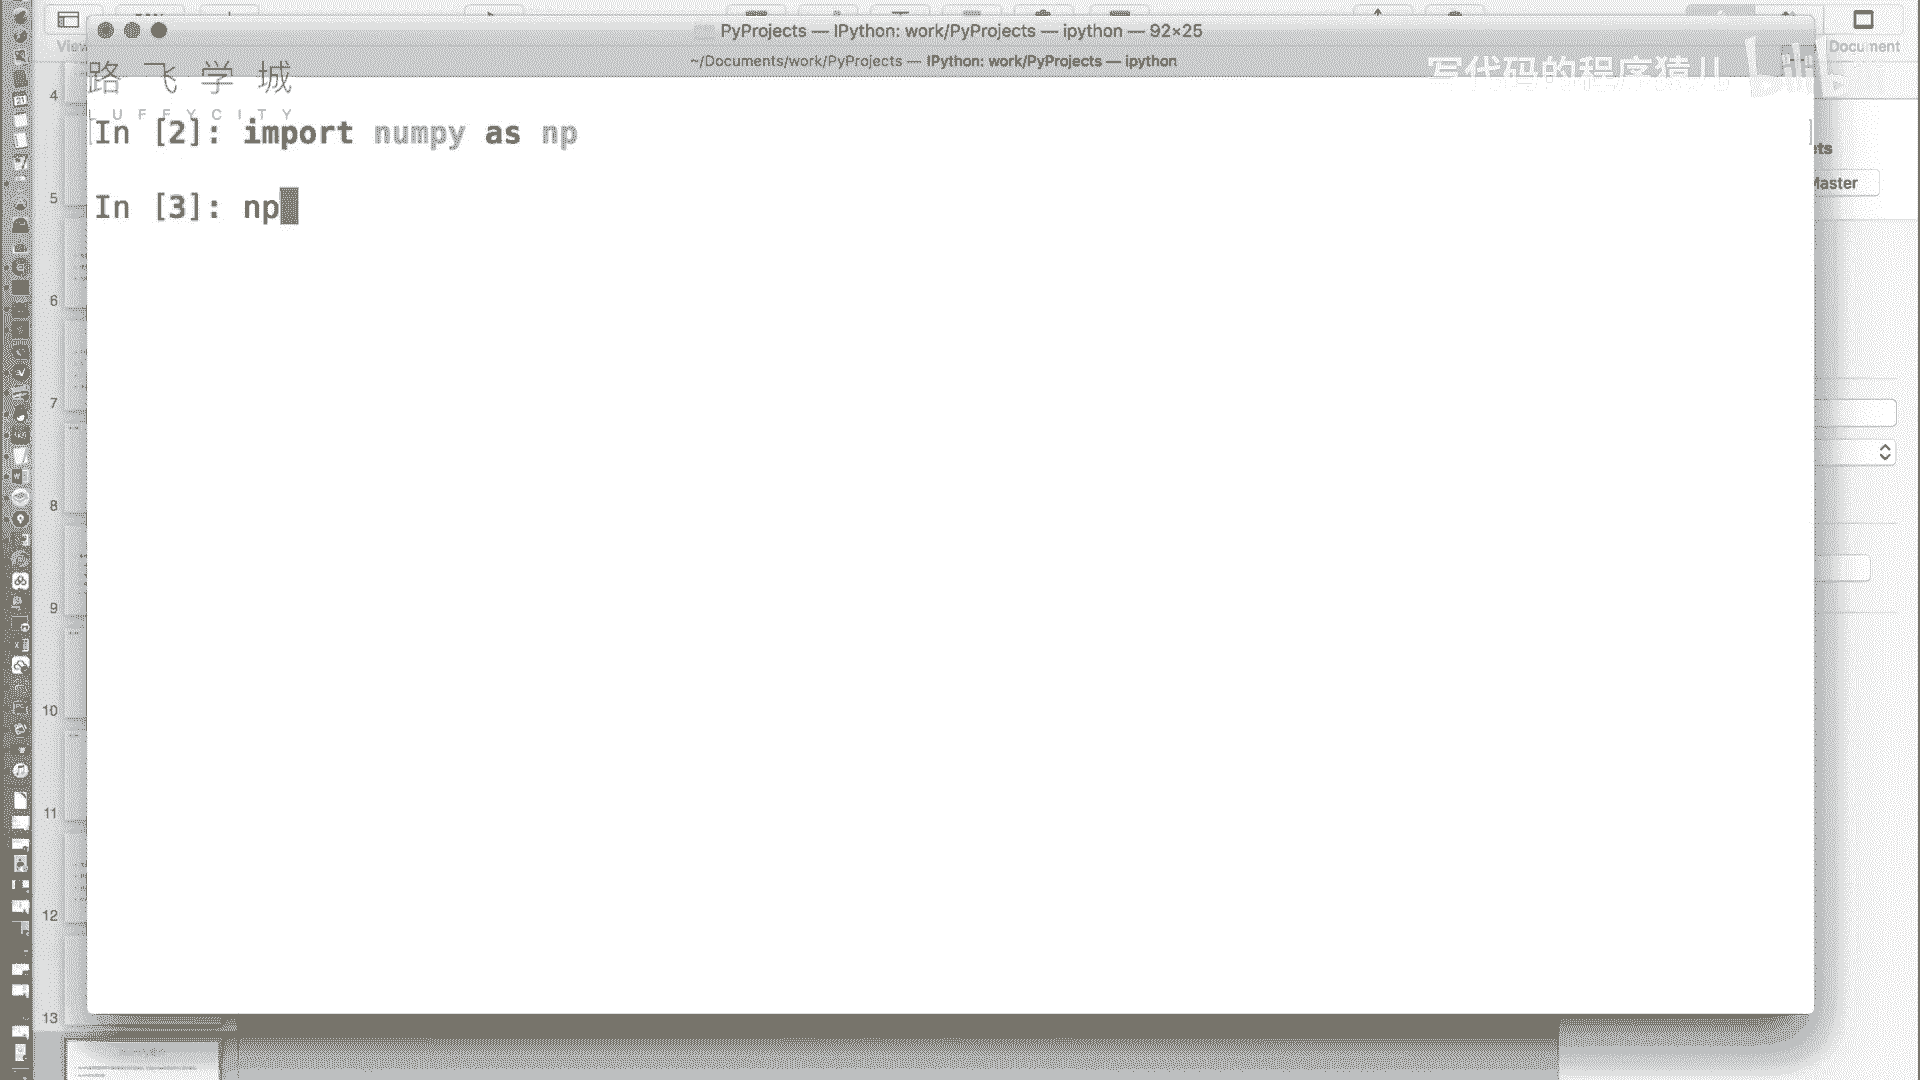 View
Document
PyProjects — IPython: work/PyProjects — ipython — 92×25
~/Documents/work/PyProjects — IPython: work/PyProjects — ipython
路飞学城
LUFFYCITY
写代码的程序猿儿
In [2]: import numpy as np
In [3]: np
Master
4
5
6
7
8
9
10
11
12
13